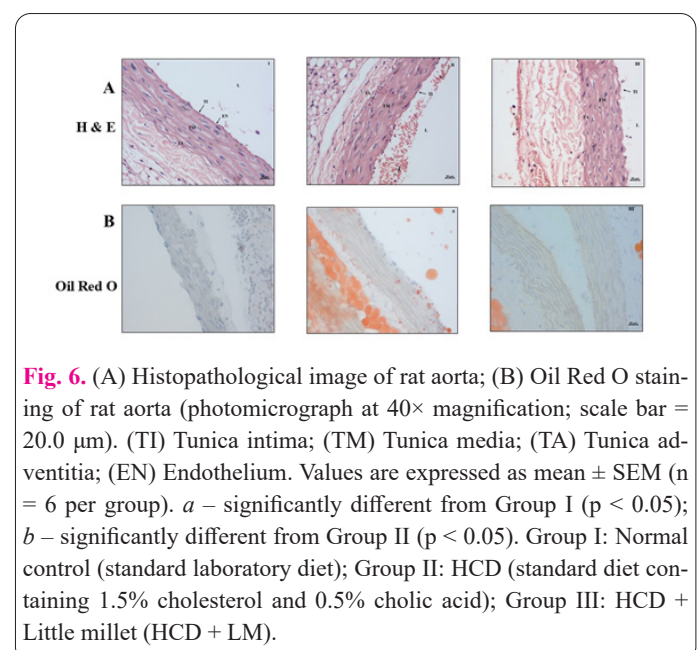 A
H & E
B
Oil Red O
Fig. 6. (A) Histopathological image of rat aorta; (B) Oil Red O stain-
ing of rat aorta (photomicrograph at 40× magnification; scale bar =
20.0 μm). (TI) Tunica intima; (TM) Tunica media; (TA) Tunica ad-
ventitia; (EN) Endothelium. Values are expressed as mean ± SEM (n
= 6 per group). a – significantly different from Group I (p < 0.05);
b – significantly different from Group II (p < 0.05). Group I: Normal
control (standard laboratory diet); Group II: HCD (standard diet con-
taining 1.5% cholesterol and 0.5% cholic acid); Group III: HCD +
Little millet (HCD + LM).